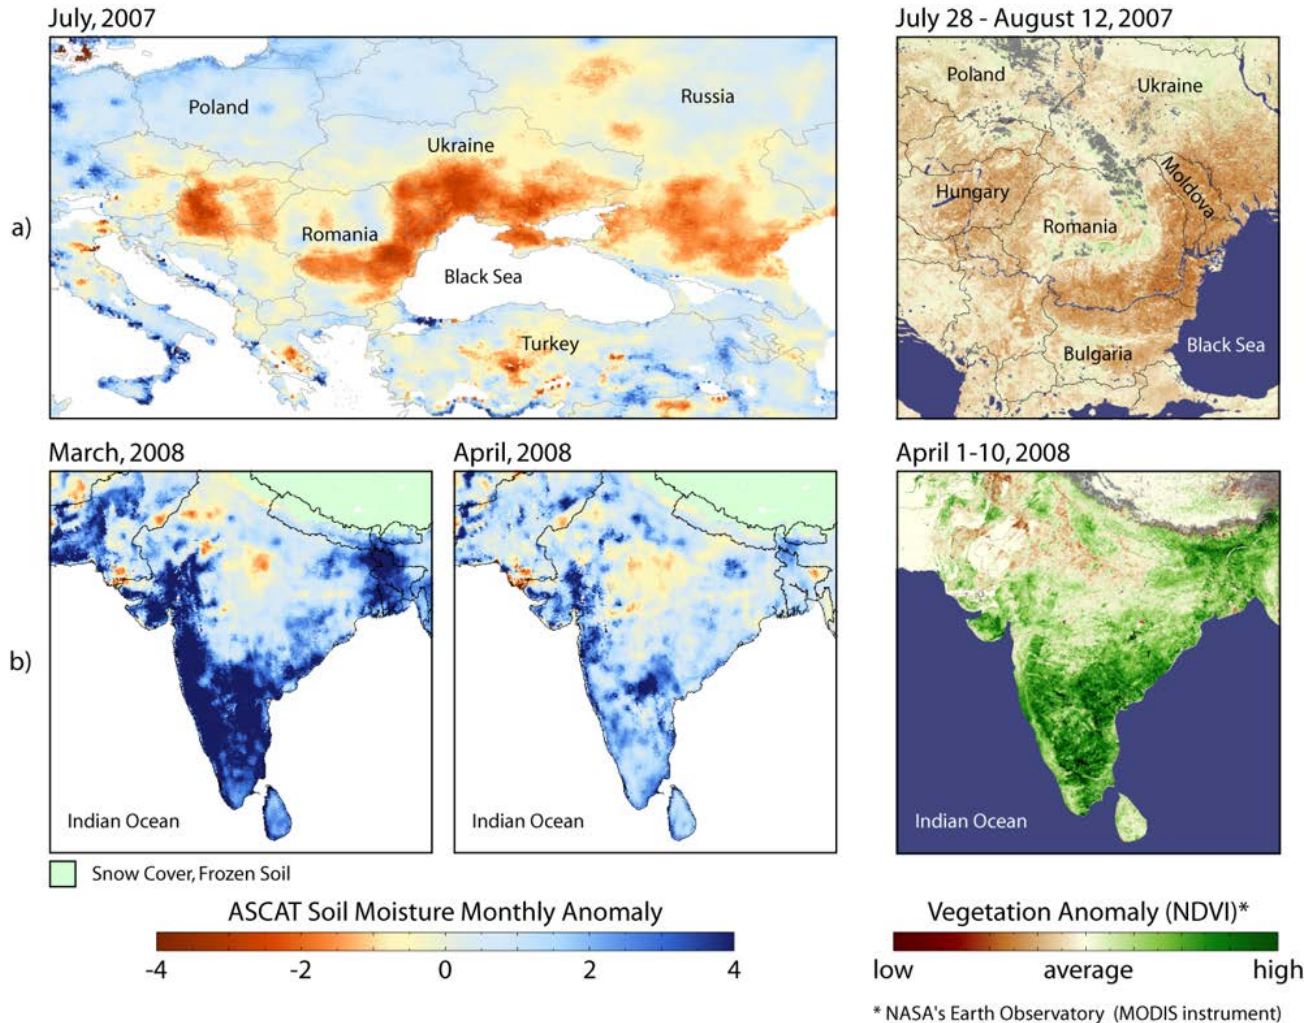 July, 2007
July 28 - August 12, 2007
a)
Poland
Russia
Ukraine
Romania
Black Sea
Turkey
Poland
Ukraine
Hungary
Moldova
Romania
Bulgaria
Black Sea
March, 2008
April, 2008
April 1-10, 2008
b)
Indian Ocean
Indian Ocean
Indian Ocean
Snow Cover, Frozen Soil
ASCAT Soil Moisture Monthly Anomaly
-4 -2 0 2 4
Vegetation Anomaly (NDVI)*
low average high
* NASA's Earth Observatory (MODIS instrument)